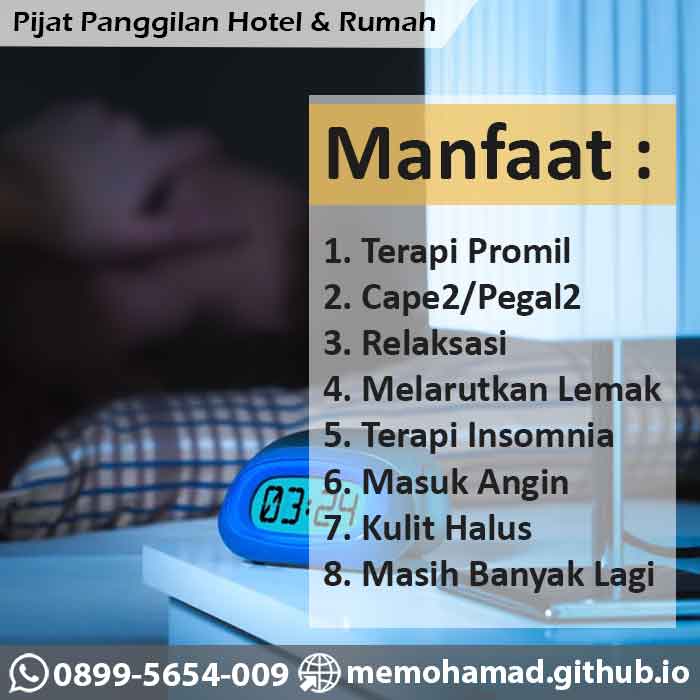 Pijat Panggilan Hotel & Rumah
Manfaat :
1. Terapi Promil
2. Cape2/Pegal2
3. Relaksasi
4. Melarutkan Lemak
5. Terapi Insomnia
6. Masuk Angin
7. Kulit Halus
8. Masih Banyak Lagi
03:24
0899-5654-009 memohamad.github.io